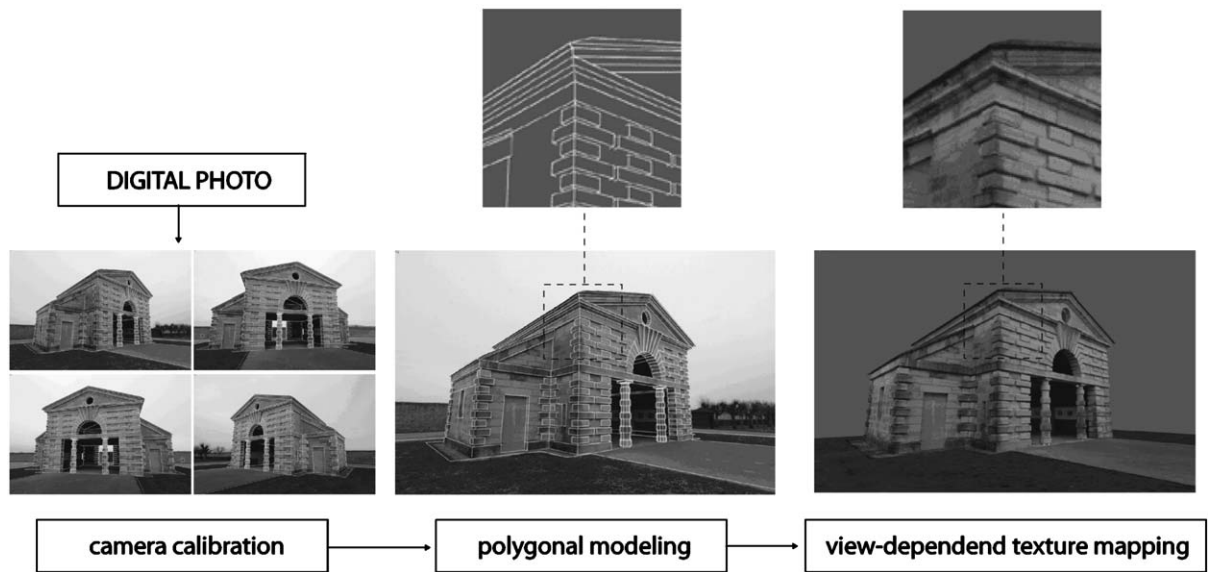 DIGITAL PHOTO
camera calibration
polygonal modeling
view-dependend texture mapping